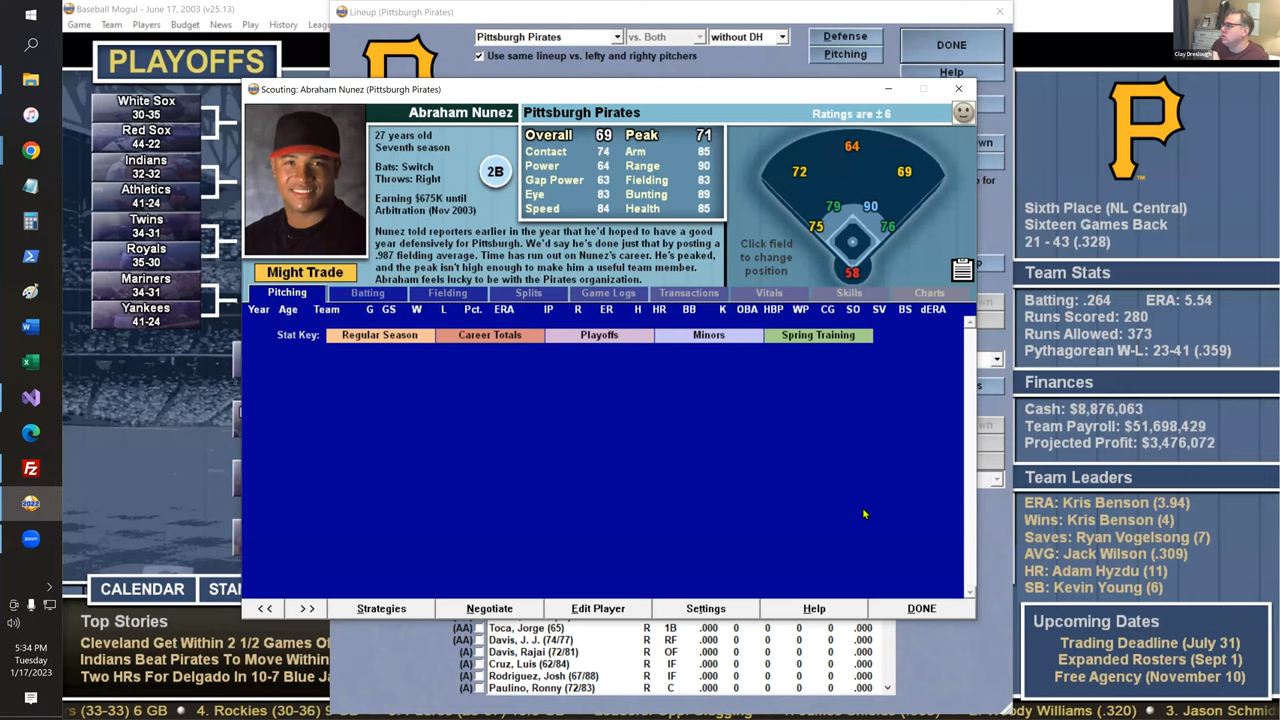 Baseball Mogul - June 17, 2003 (v25.13)
Game Team Players Budget News Play History Leag
PLAYOFFS
White Sox
30-35
Red Sox
44-22
Indians
32-32
Athletics
41-24
Twins
34-31
Royals
35-30
Mariners
34-31
Yankees
41-24
CALENDAR
STAN
Top Stories
Cleveland Get Within 2 1/2 Games Of
Indians Beat Pirates To Move Within
Two HRs For Delgado In 10-7 Blue Ja
Lineup (Pittsburgh Pirates)
Pittsburgh Pirates vs. Both without DH
Use same lineup vs. lefty and righty pitchers
Defense
Pitching
DONE
Help
Clay Dreslough
Scouting: Abraham Nunez (Pittsburgh Pirates)
Abraham Nunez Pittsburgh Pirates Ratings are ± 6
27 years old
Seventh season
Bats: Switch
Throws: Right
Earning $675K until
Arbitration (Nov 2003)
2B
Overall 69 Peak 71
Contact 74 Arm 85
Power 64 Range 90
Gap Power 63 Fielding 83
Eye 83 Bunting 89
Speed 84 Health 85
64
72 69
79 90
75 76
58
Click field
to change
position
Nunez told reporters earlier in the year that he'd hoped to have a good
year defensively for Pittsburgh. We'd say he's done just that by posting a
.987 fielding average. Time has run out on Nunez's career. He's peaked,
and the peak isn't high enough to make him a useful team member.
Abraham feels lucky to be with the Pirates organization.
Might Trade
Pitching Batting Fielding Splits Game Logs Transactions Vitals Skills Charts
Year Age Team G GS W L Pct. ERA IP R ER H HR BB K OBA HBP WP CG SO SV BS dERA
Stat Key: Regular Season Career Totals Playoffs Minors Spring Training
<< >> Strategies Negotiate Edit Player Settings Help DONE
(AA) Toca, Jorge (65) R 1B .000 0 0 0 .000
(AA) Davis, J. J. (74/77) R RF .000 0 0 0 .000
(A) Davis, Rajai (72/81) R OF .000 0 0 0 .000
(A) Cruz, Luis (62/84) R IF .000 0 0 0 .000
(A) Rodriguez, Josh (67/88) R IF .000 0 0 0 .000
(A) Paulino, Ronny (72/83) R C .000 0 0 0 .000
P
Sixth Place (NL Central)
Sixteen Games Back
21 - 43 (.328)
Team Stats
Batting: .264 ERA: 5.54
Runs Scored: 280
Runs Allowed: 373
Pythagorean W-L: 23-41 (.359)
Finances
Cash: $8,876,063
Team Payroll: $51,698,429
Projected Profit: $3,476,072
Team Leaders
ERA: Kris Benson (3.94)
Wins: Kris Benson (4)
Saves: Ryan Vogelsong (7)
AVG: Jack Wilson (.309)
HR: Adam Hyzdu (11)
SB: Kevin Young (6)
Upcoming Dates
Trading Deadline (July 31)
Expanded Rosters (Sept 1)
Free Agency (November 10)
(33-33) 6 GB 4. Rockies (30-36)
Woody Williams (.320) 3. Jason Schmid
2022
zoom
5:34 PM
Tuesday
1/17/2023